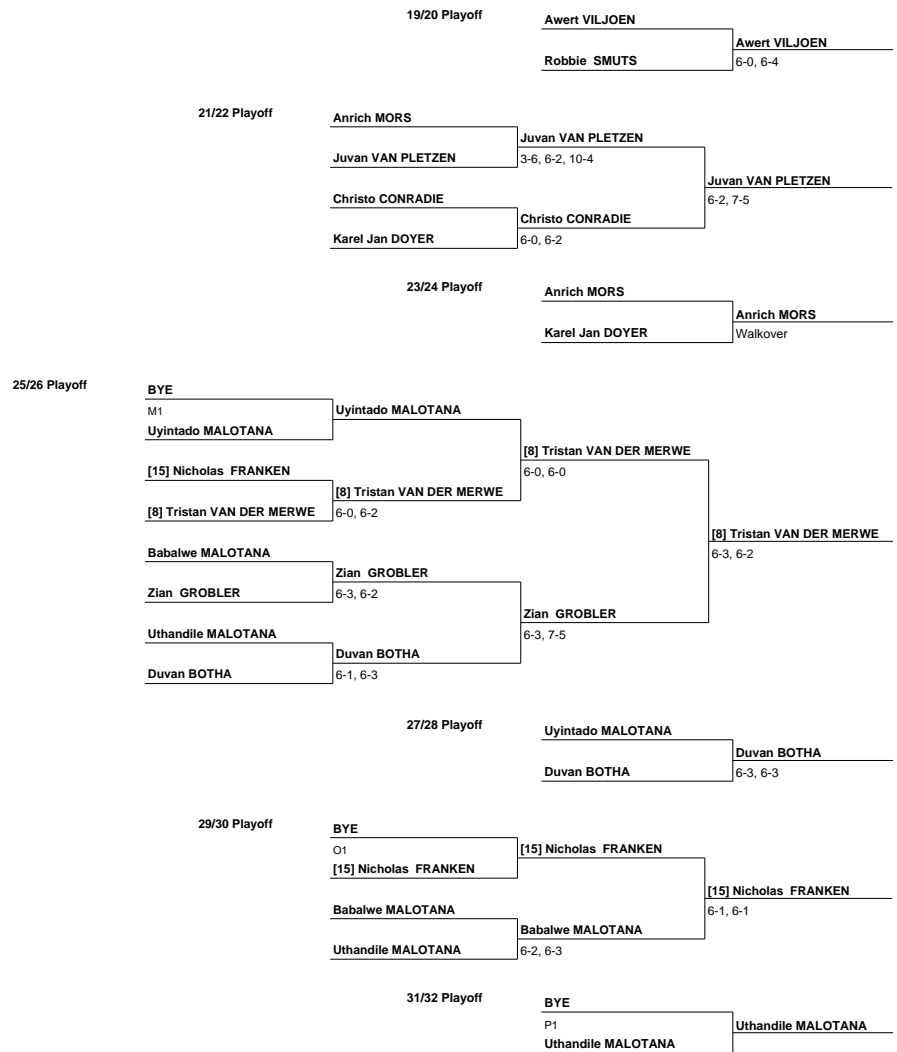 19/20 Playoff
Awert VILJOEN
Awert VILJOEN
Robbie SMUTS
6-0, 6-4
21/22 Playoff
Anrich MORS
Juvan VAN PLETZEN
Juvan VAN PLETZEN
3-6, 6-2, 10-4
Juvan VAN PLETZEN
6-2, 7-5
Christo CONRADIE
Christo CONRADIE
Karel Jan DOYER
6-0, 6-2
23/24 Playoff
Anrich MORS
Anrich MORS
Karel Jan DOYER
Walkover
25/26 Playoff
BYE
M1
Uyintado MALOTANA
Uyintado MALOTANA
[8] Tristan VAN DER MERWE
6-0, 6-0
[15] Nicholas FRANKEN
[8] Tristan VAN DER MERWE
[8] Tristan VAN DER MERWE
6-0, 6-2
[8] Tristan VAN DER MERWE
6-3, 6-2
Babalwe MALOTANA
Zian GROBLER
Zian GROBLER
6-3, 6-2
Zian GROBLER
6-3, 7-5
Uthandile MALOTANA
Duvan BOTHA
Duvan BOTHA
6-1, 6-3
27/28 Playoff
Uyintado MALOTANA
Duvan BOTHA
Duvan BOTHA
6-3, 6-3
29/30 Playoff
BYE
O1
[15] Nicholas FRANKEN
[15] Nicholas FRANKEN
[15] Nicholas FRANKEN
6-1, 6-1
Babalwe MALOTANA
Babalwe MALOTANA
Uthandile MALOTANA
6-2, 6-3
31/32 Playoff
BYE
P1
Uthandile MALOTANA
Uthandile MALOTANA